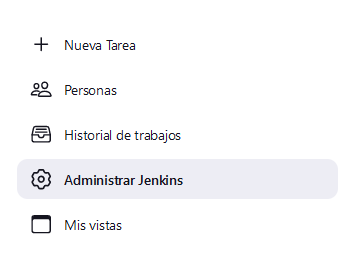 Nueva Tarea
Personas
Historial de trabajos
Administrar Jenkins
Mis vistas